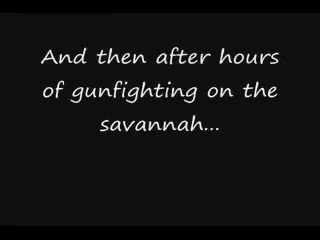 And then after hours
of gunfighting on the
savannah...